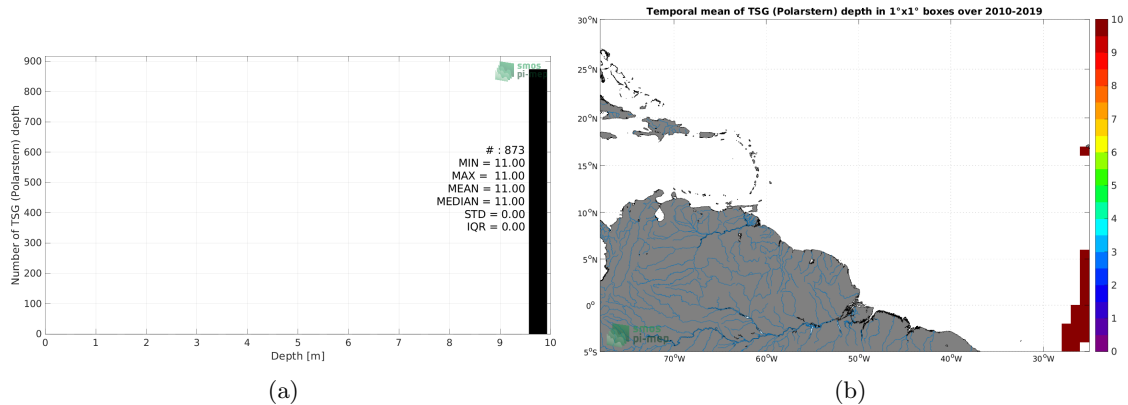 Number of TSG (Polarstern) depth
900
800
700
600
500
400
300
200
100
0
smos
pi-mep
# : 873
MIN = 11.00
MAX = 11.00
MEAN = 11.00
MEDIAN = 11.00
STD = 0.00
IQR = 0.00
0 1 2 3 4 5 6 7 8 9 10
Depth [m]
(a)
Temporal mean of TSG (Polarstern) depth in 1°x1° boxes over 2010-2019
30°N
25°N
20°N
15°N
10°N
5°N
0°
5°S
smos
pi-mep
70°W 60°W 50°W 40°W 30°W
10
9
8
7
6
5
4
3
2
1
0
(b)